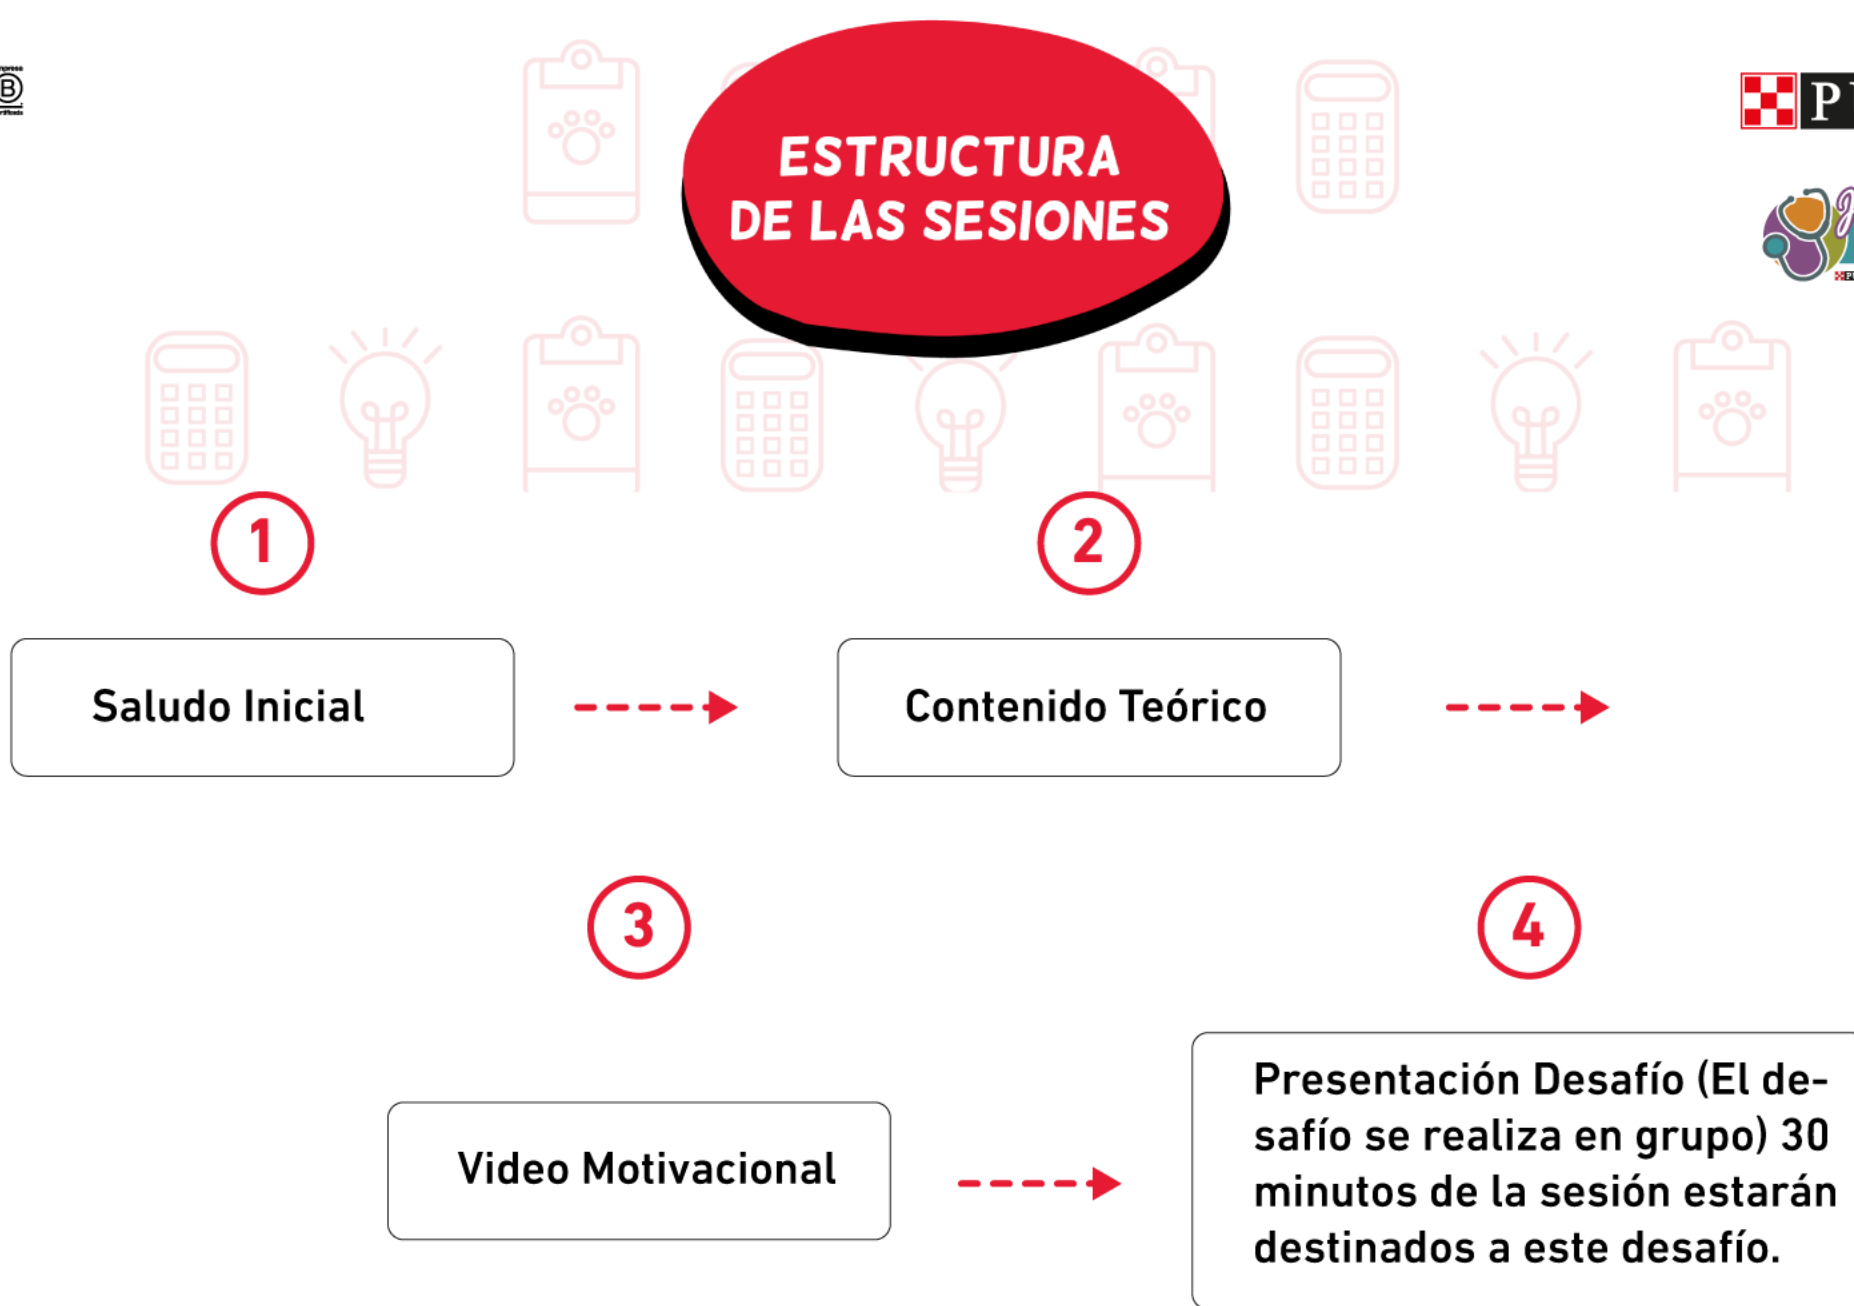 ESTRUCTURA
DE LAS SESIONES
1
2
Saludo Inicial
Contenido Teórico
3
4
Video Motivacional
Presentación Desafío (El de-
safío se realiza en grupo) 30
minutos de la sesión estarán
destinados a este desafío.